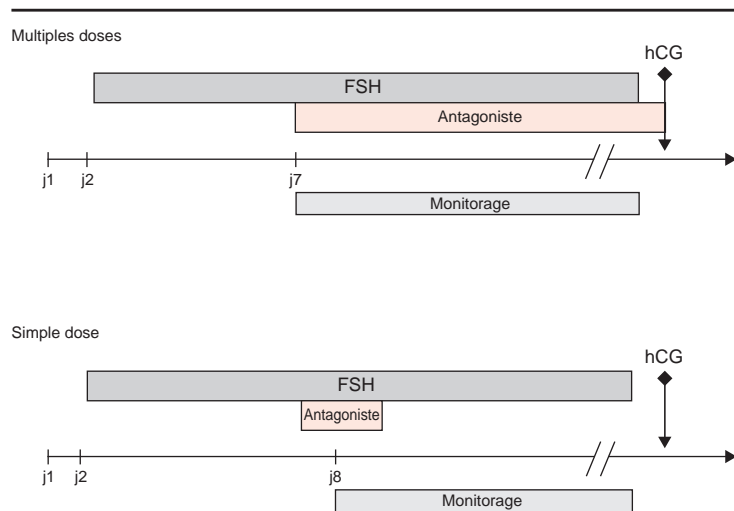 Multiples doses
hCG
FSH
Antagoniste
j1 j2 j7
Monitorage
Simple dose
hCG
FSH
Antagoniste
j1 j2 j8
Monitorage